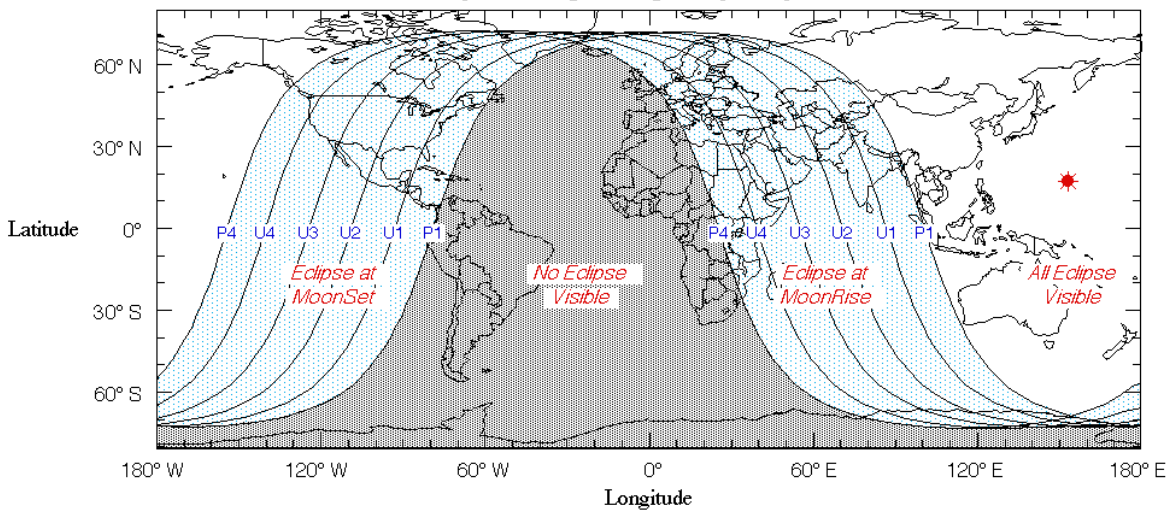 60° N
30° N
Latitude
0°
30° S
60° S
P4 U4 U3 U2 U1 P1
P4 U4 U3 U2 U1 P1
Eclipse at
MoonSet
No Eclipse
Visible
Eclipse at
MoonRise
All Eclipse
Visible
180° W 120° W 60° W 0° 60° E 120° E 180° E
Longitude